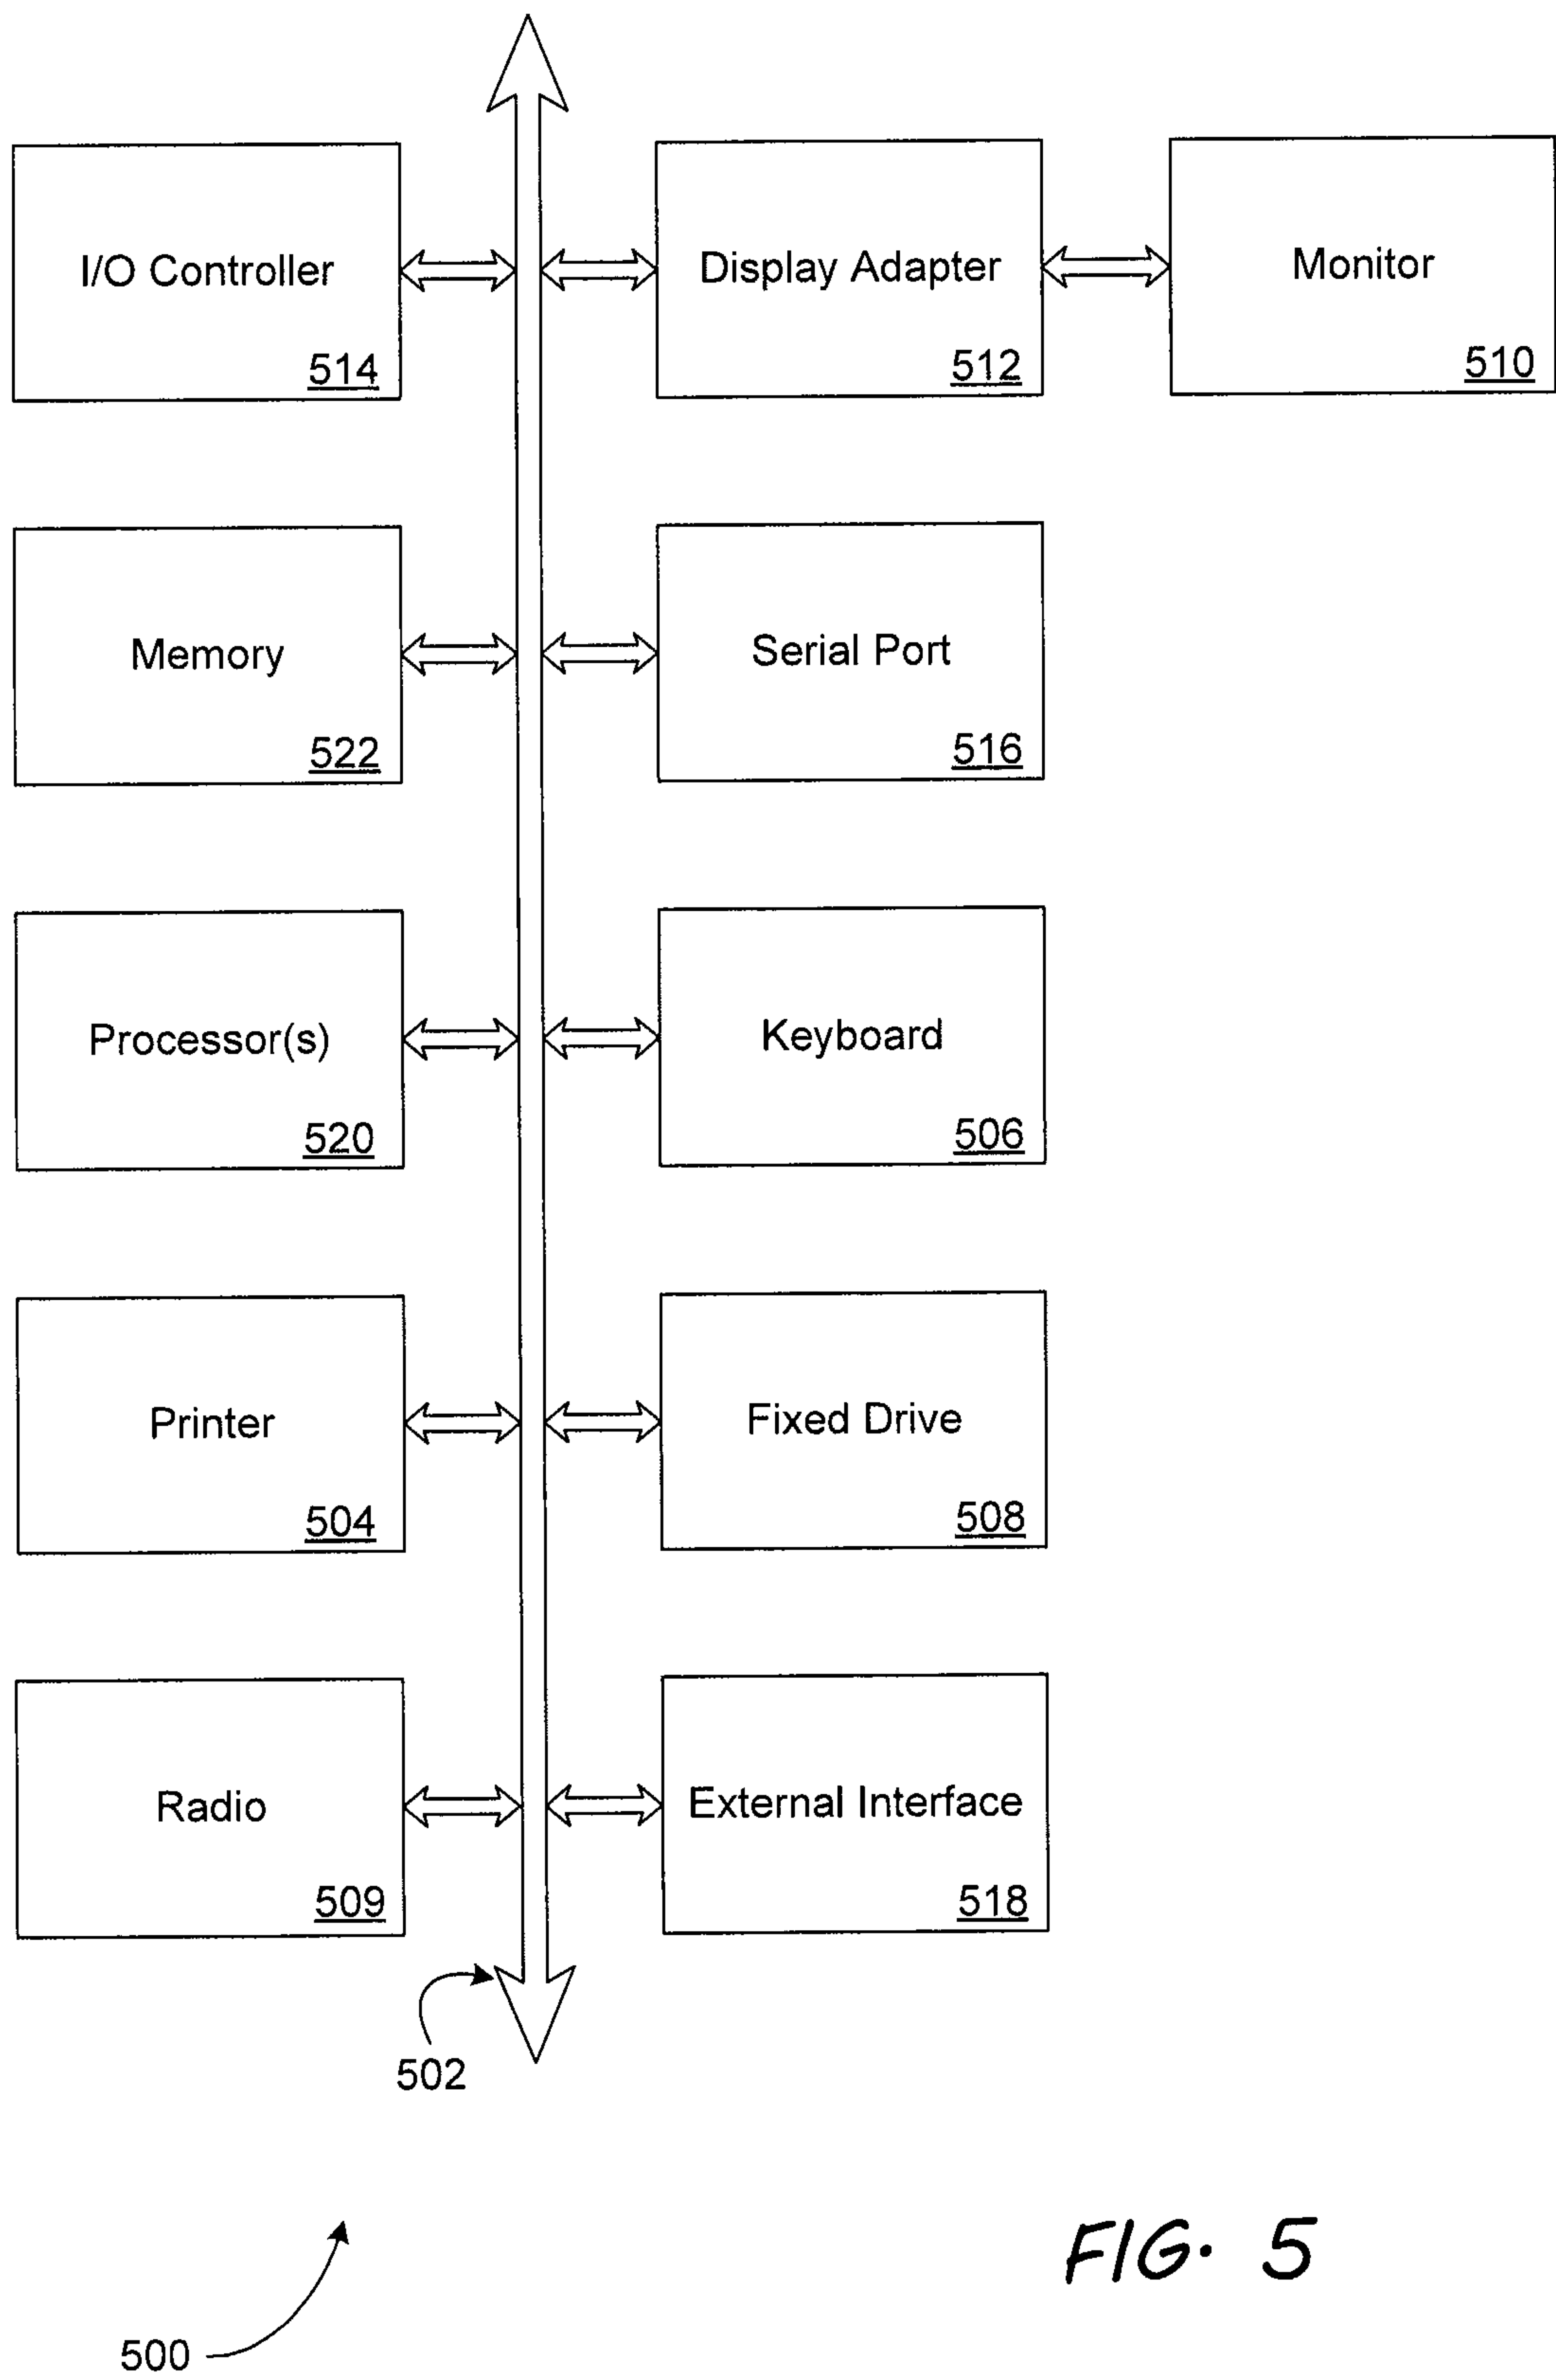 I/O Controller
514
Display Adapter
512
Monitor
510
Memory
522
Serial Port
516
Processor(s)
520
Keyboard
506
Printer
504
Fixed Drive
508
Radio
509
External Interface
518
502
500
FIG. 5